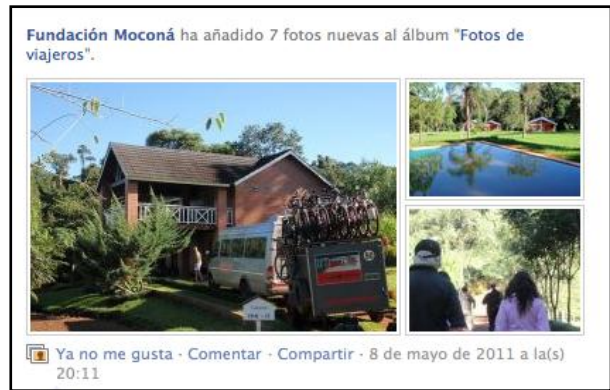 Fundación Moconá ha añadido 7 fotos nuevas al álbum "Fotos de
viajeros".
Ya no me gusta · Comentar · Compartir · 8 de mayo de 2011 a la(s)
20:11